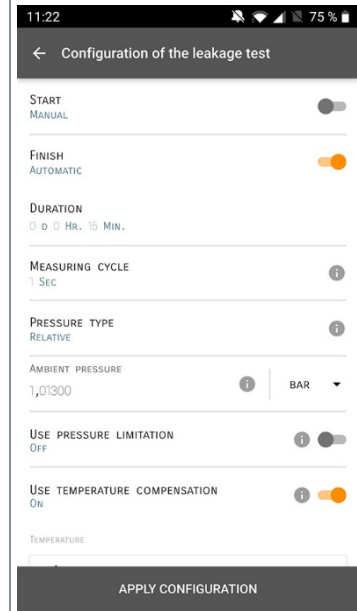 11:22
75 %
Configuration of the leakage test
START
MANUAL
FINISH
AUTOMATIC
DURATION
0 D 0 HR. 15 MIN.
MEASURING CYCLE
1 SEC
PRESSURE TYPE
RELATIVE
AMBIENT PRESSURE
1,01300
BAR
USE PRESSURE LIMITATION
OFF
USE TEMPERATURE COMPENSATION
ON
TEMPERATURE
APPLY CONFIGURATION